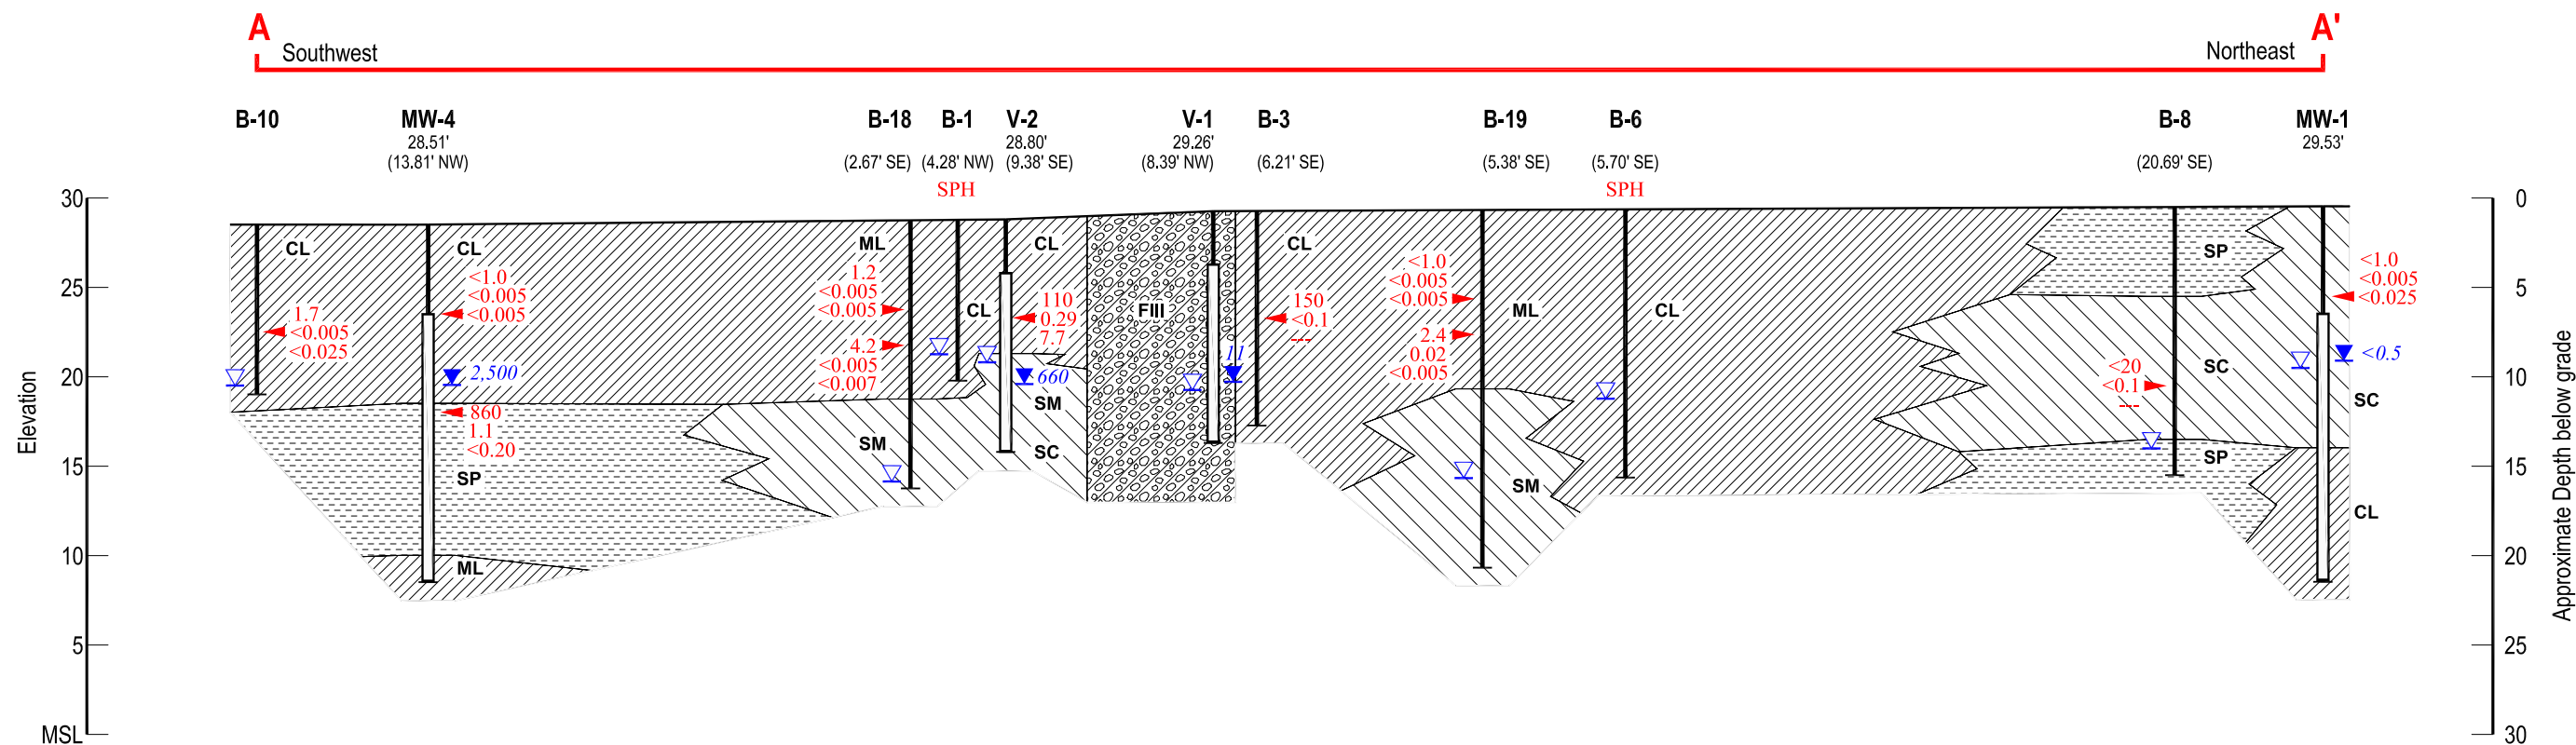 A
A'
Southwest
Northeast
B-10
MW-4
B-18
B-1
V-2
V-1
B-3
B-19
B-6
B-8
MW-1
28.51'
28.80'
29.26'
29.53'
(13.81' NW)
(2.67' SE)
(4.28' NW)
(9.38' SE)
(8.39' NW)
(6.21' SE)
(5.38' SE)
(5.70' SE)
(20.69' SE)
SPH
SPH
Elevation
30
25
20
15
10
5
MSL
CL
1.7
<0.005
<0.025
CL
<1.0
<0.005
<0.005
2,500
860
1.1
<0.20
SP
ML
ML
1.2
<0.005
<0.005
4.2
<0.005
<0.007
SM
CL
CL
110
0.29
7.7
660
SM
SC
Fill
11
CL
150
<0.1
---
<1.0
<0.005
<0.005
2.4
0.02
<0.005
ML
SM
CL
SP
SC
<20
<0.1
---
SP
<1.0
<0.005
<0.025
<0.5
SC
CL
0
5
10
15
20
25
30
Approximate Depth below grade